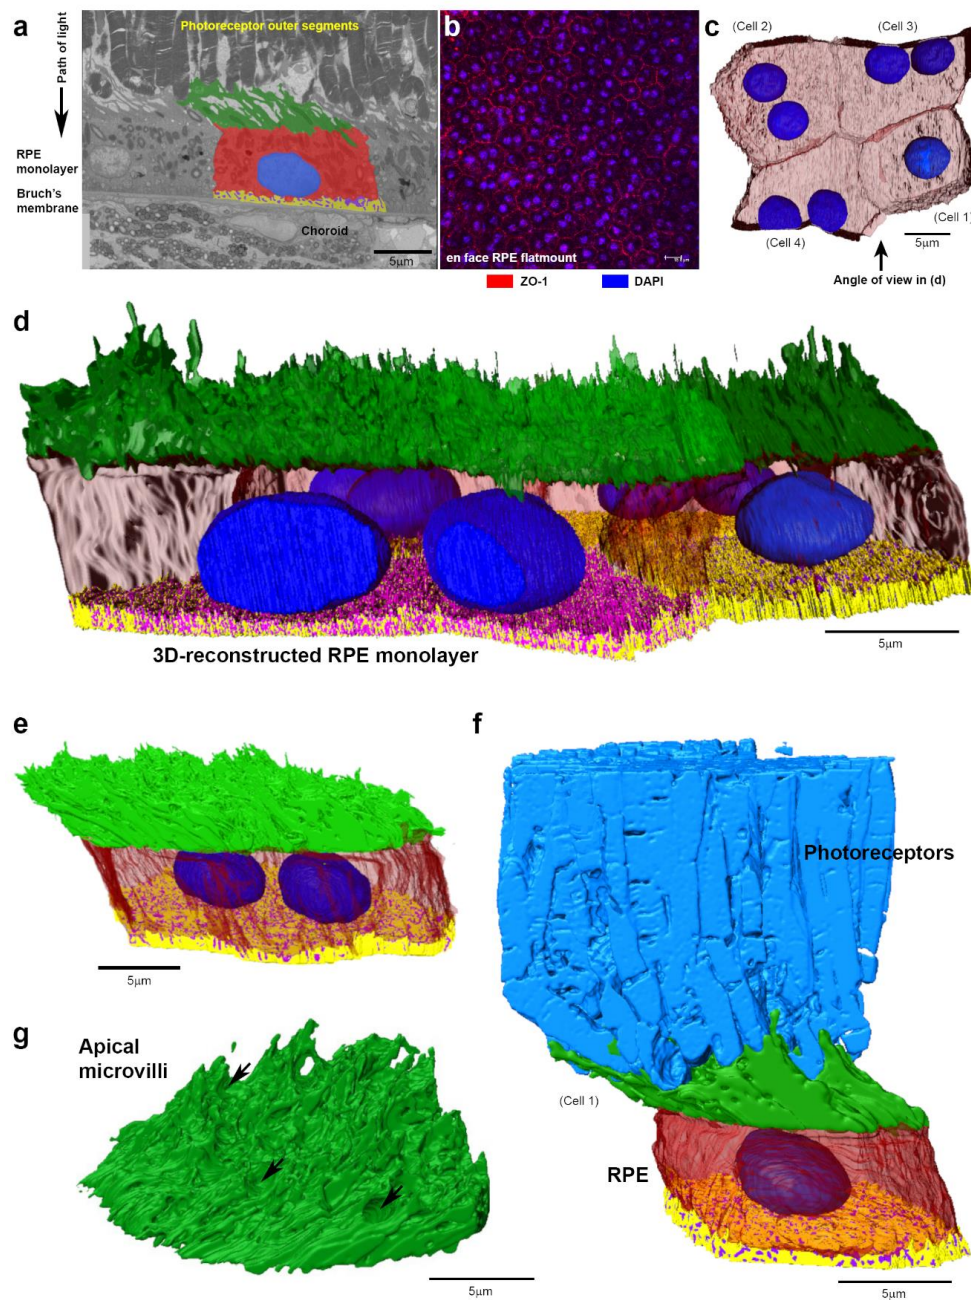 a
Path of light
Photoreceptor outer segments
RPE
monolayer
Bruch's
membrane
Choroid
5µm
b
en face RPE flatmount
ZO-1
DAPI
c
(Cell 2)
(Cell 3)
(Cell 1)
(Cell 4)
5µm
Angle of view in (d)
d
5µm
3D-reconstructed RPE monolayer
e
5µm
f
Photoreceptors
(Cell 1)
RPE
5µm
g
Apical
microvilli
5µm